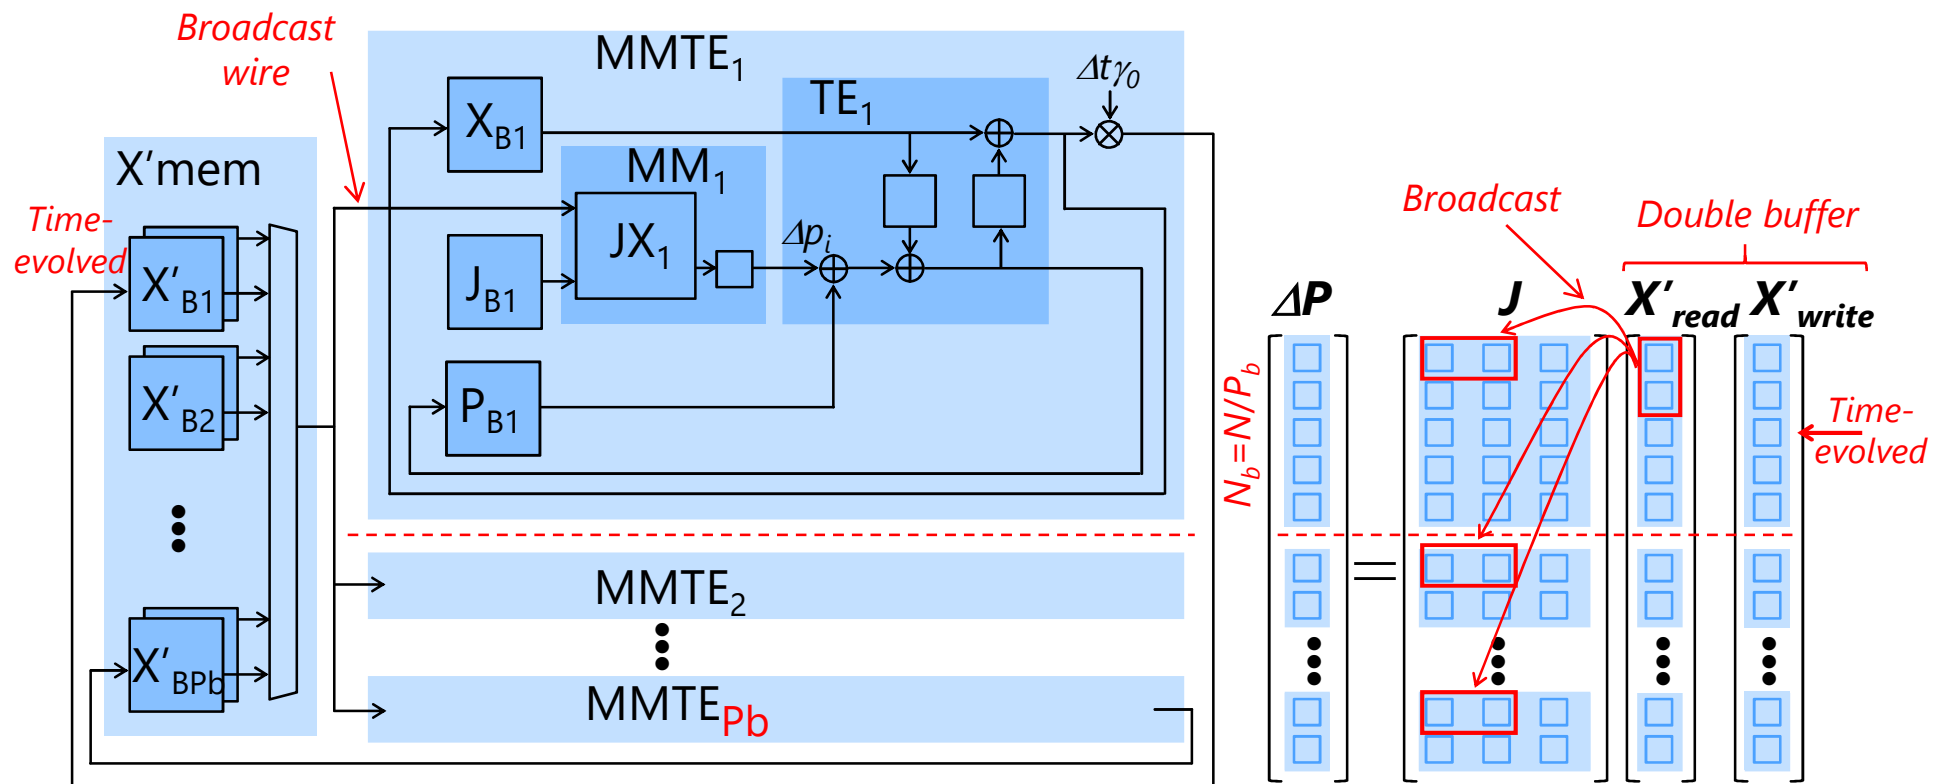 Broadcast
wire
MMTE1
Δtγ0
X'mem
XB1
TE1
MM1
Time-
evolved
X'B1
JX1
Δpi
JB1
X'B2
PB1
X'BPb
MMTE2
MMTEPb
Broadcast
Double buffer
ΔP
J
X'read
X'write
Nb=N/Pb
=
Time-
evolved